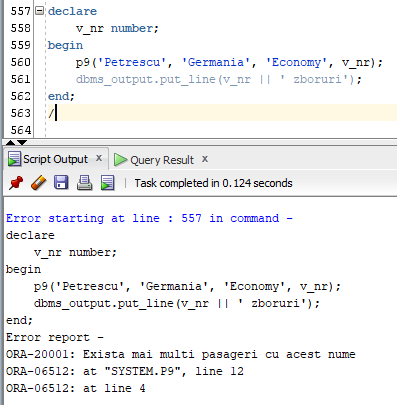 557 declare
558 v_nr number;
559 begin
560 p9('Petrescu', 'Germania', 'Economy', v_nr);
561 dbms_output.put_line(v_nr || ' zboruri');
562 end;
563 /
564
Script Output x Query Result x
Task completed in 0.124 seconds
Error starting at line : 557 in command -
declare
v_nr number;
begin
p9('Petrescu', 'Germania', 'Economy', v_nr);
dbms_output.put_line(v_nr || ' zboruri');
end;
Error report -
ORA-20001: Exista mai multi pasageri cu acest nume
ORA-06512: at "SYSTEM.P9", line 12
ORA-06512: at line 4